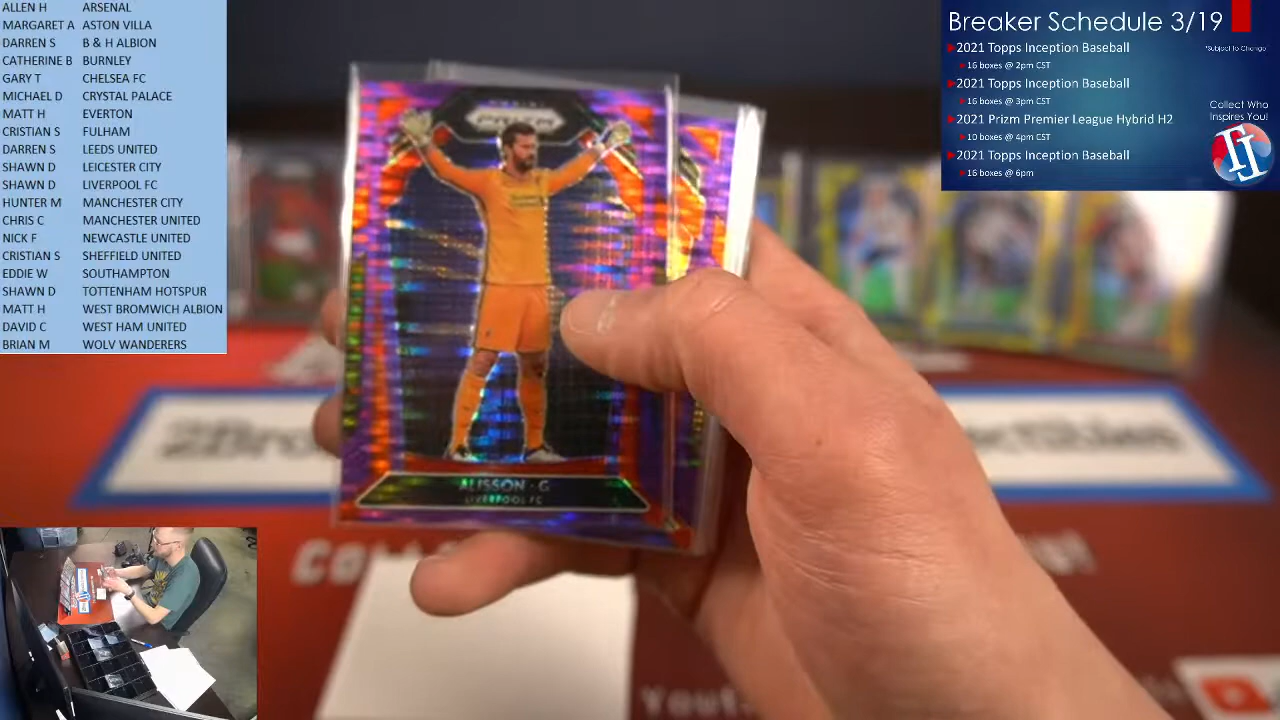 ALLEN H ARSENAL
MARGARET A ASTON VILLA
DARREN S B & H ALBION
CATHERINE B BURNLEY
GARY T CHELSEA FC
MICHAEL D CRYSTAL PALACE
MATT H EVERTON
CRISTIAN S FULHAM
DARREN S LEEDS UNITED
SHAWN D LEICESTER CITY
SHAWN D LIVERPOOL FC
HUNTER M MANCHESTER CITY
CHRIS C MANCHESTER UNITED
NICK F NEWCASTLE UNITED
CRISTIAN S SHEFFIELD UNITED
EDDIE W SOUTHAMPTON
SHAWN D TOTTENHAM HOTSPUR
MATT H WEST BROMWICH ALBION
DAVID C WEST HAM UNITED
BRIAN M WOLV WANDERERS
Breaker Schedule 3/19
2021 Topps Inception Baseball
*Subject to Change
16 boxes @ 2pm CST
2021 Topps Inception Baseball
16 boxes @ 3pm CST
2021 Prizm Premier League Hybrid H2
10 boxes @ 4pm CST
2021 Topps Inception Baseball
16 boxes @ 6pm
Collect Who
Inspires You!
PRIZM
ALISSON - G
LIVERPOOL FC